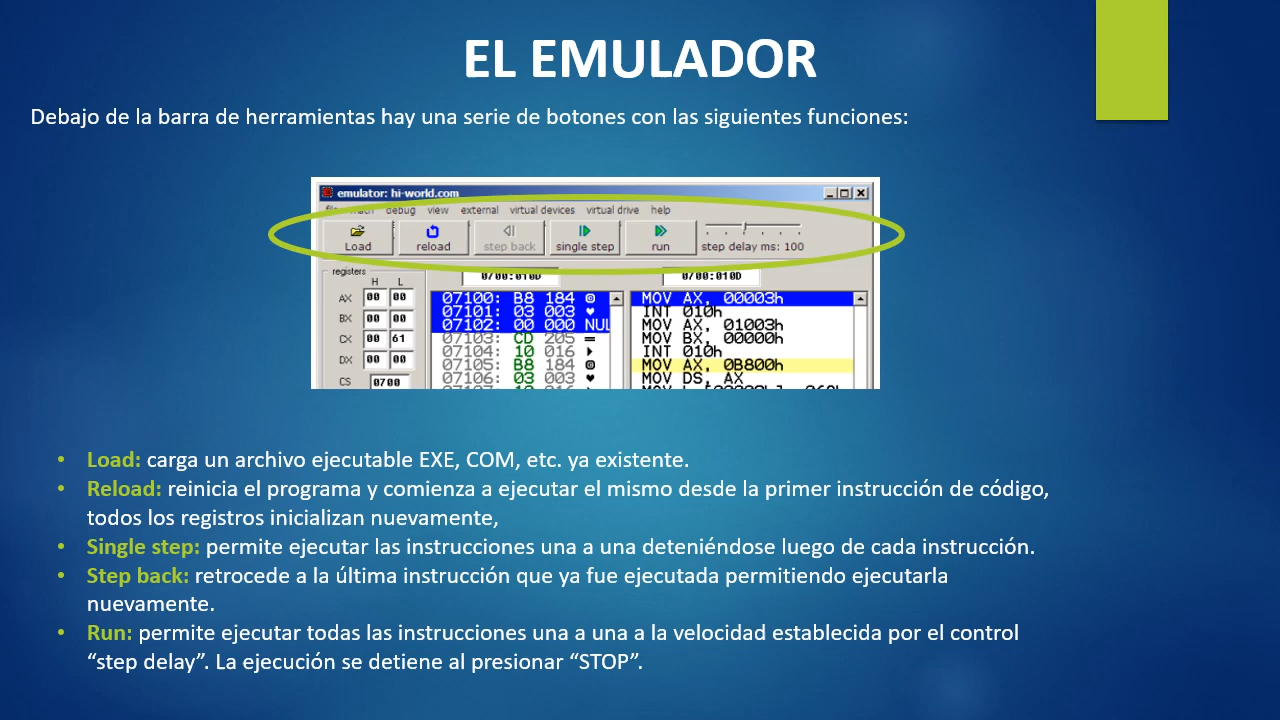 EL EMULADOR
Debajo de la barra de herramientas hay una serie de botones con las siguientes funciones:
emulator: hi-world.com
file math debug view external virtual devices virtual drive help
Load reload step back single step run step delay ms: 100
registers 0700:010D 0700:010D
H L
AX 00 00
BX 00 00
CX 00 61
DX 00 00
CS 0700
07100: B8 184
07101: 03 003 ♥
07102: 00 000 NUL
07103: CD 205 =
07104: 10 016 ►
07105: B8 184
07106: 03 003 ♥
MOV AX, 00003h
INT 010h
MOV AX, 01003h
MOV BX, 00000h
INT 010h
MOV AX, 0B800h
MOV DS, AX
• Load: carga un archivo ejecutable EXE, COM, etc. ya existente.
• Reload: reinicia el programa y comienza a ejecutar el mismo desde la primer instrucción de código,
todos los registros inicializan nuevamente,
• Single step: permite ejecutar las instrucciones una a una deteniéndose luego de cada instrucción.
• Step back: retrocede a la última instrucción que ya fue ejecutada permitiendo ejecutarla
nuevamente.
• Run: permite ejecutar todas las instrucciones una a una a la velocidad establecida por el control
“step delay”. La ejecución se detiene al presionar “STOP”.